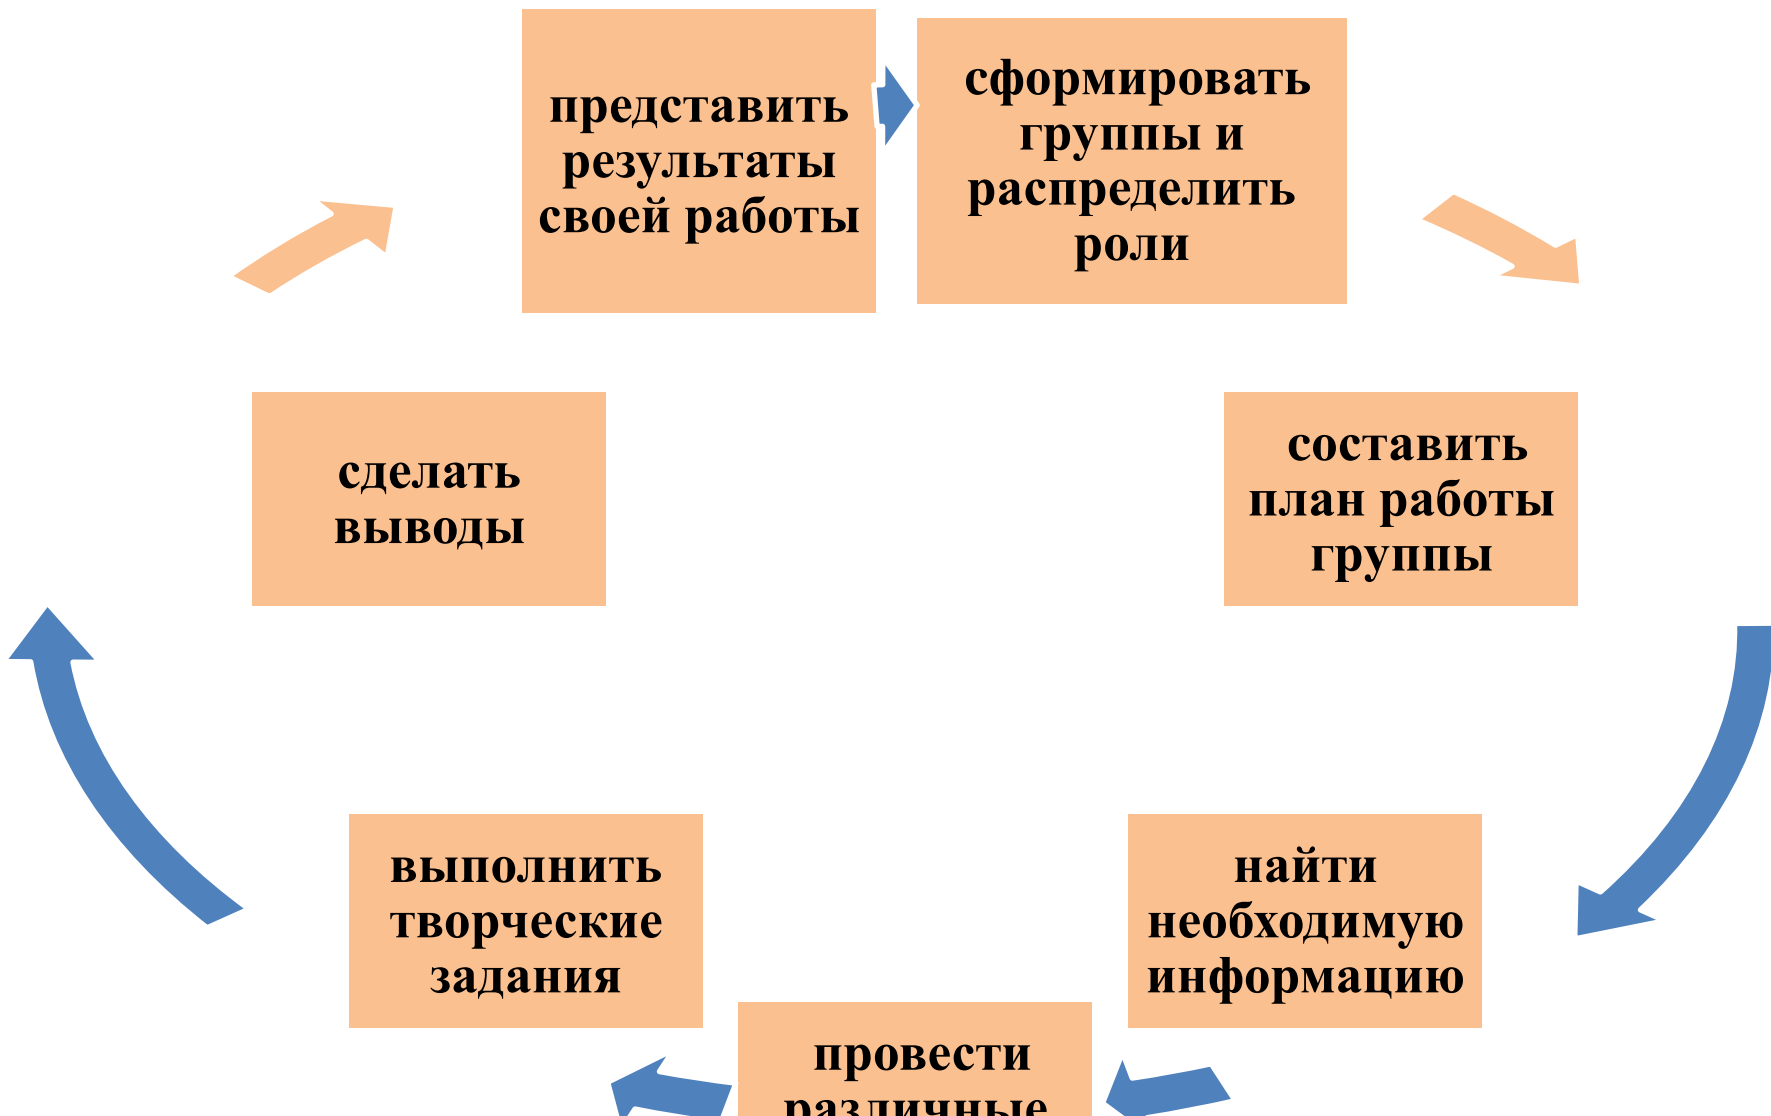 представить
результаты
своей работы
сформировать
группы и
распределить
роли
составить
план работы
группы
найти
необходимую
информацию
провести
различные
выполнить
творческие
задания
сделать
выводы